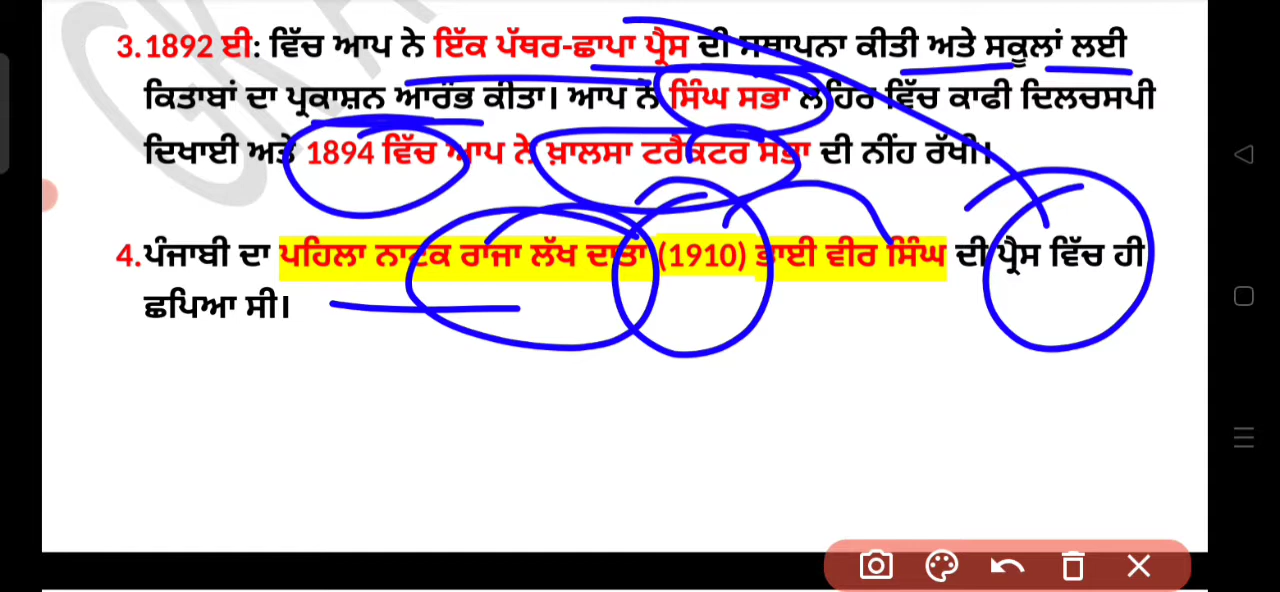 3.1892 ਈ: ਵਿੱਚ ਆਪ ਨੇ ਇੱਕ ਪੱਥਰ-ਛਾਪਾ ਪ੍ਰੈਸ ਦੀ ਸਥਾਪਨਾ ਕੀਤੀ ਅਤੇ ਸਕੂਲਾਂ ਲਈ
ਕਿਤਾਬਾਂ ਦਾ ਪ੍ਰਕਾਸ਼ਨ ਆਰੰਭ ਕੀਤਾ। ਆਪ ਨੇ ਸਿੰਘ ਸਭਾ ਲਹਿਰ ਵਿੱਚ ਕਾਫੀ ਦਿਲਚਸਪੀ
ਦਿਖਾਈ ਅਤੇ 1894 ਵਿੱਚ ਆਪ ਨੇ ਖ਼ਾਲਸਾ ਟਰੈਕਟਰ ਸਭਾ ਦੀ ਨੀਂਹ ਰੱਖੀ।
4.ਪੰਜਾਬੀ ਦਾ ਪਹਿਲਾ ਨਾਟਕ ਰਾਜਾ ਲੱਖ ਦਾਤਾ (1910) ਭਾਈ ਵੀਰ ਸਿੰਘ ਦੀ ਪ੍ਰੈਸ ਵਿੱਚ ਹੀ
ਛਪਿਆ ਸੀ।